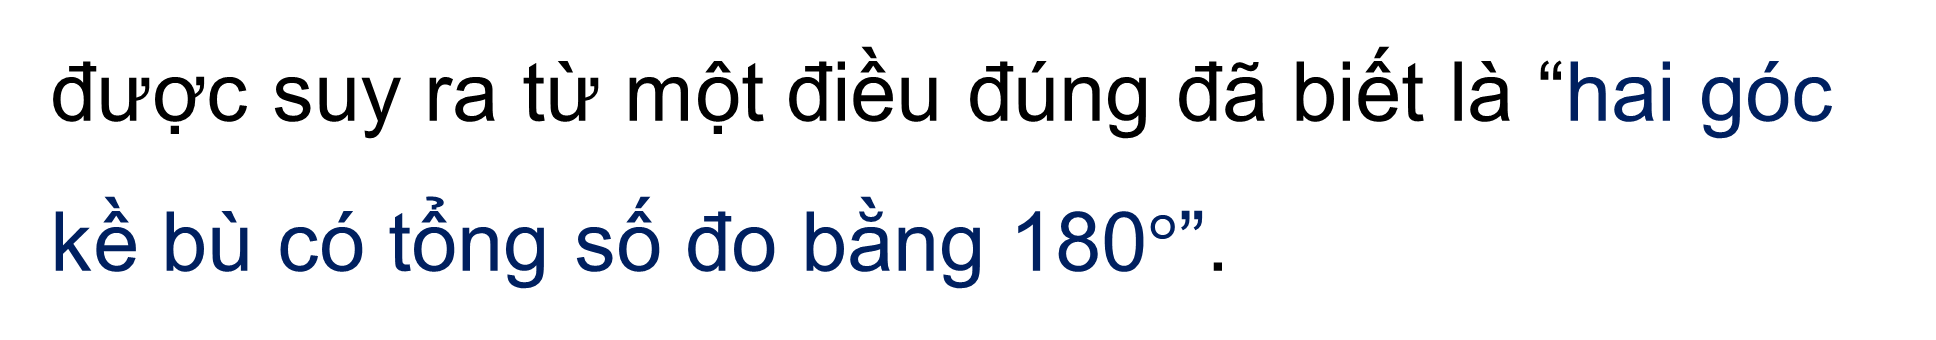 được suy ra từ một điều đúng đã biết là “hai góc
kề bù có tổng số đo bằng 180°”.